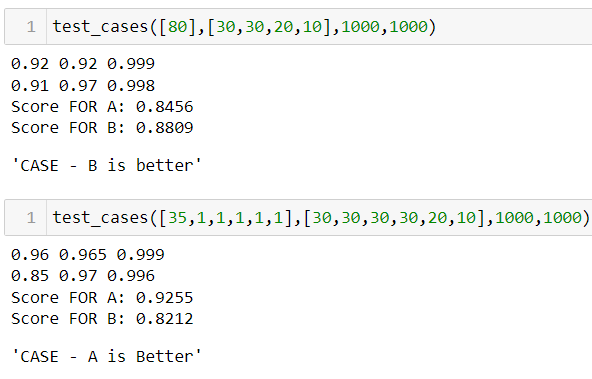 1 test_cases([80],[30,30,20,10],1000,1000)
0.92 0.92 0.999
0.91 0.97 0.998
Score FOR A: 0.8456
Score FOR B: 0.8809
'CASE - B is better'
1 test_cases([35,1,1,1,1,1],[30,30,30,30,20,10],1000,1000)
0.96 0.965 0.999
0.85 0.97 0.996
Score FOR A: 0.9255
Score FOR B: 0.8212
'CASE - A is Better'